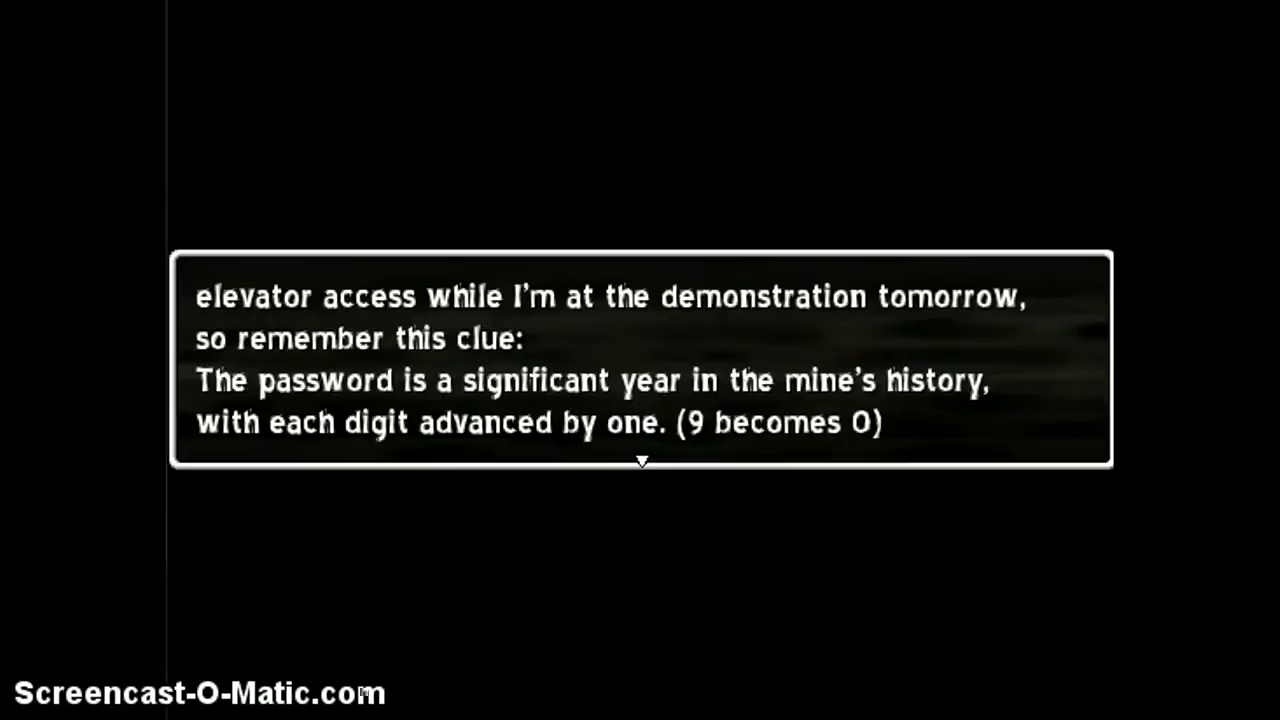 elevator access while I'm at the demonstration tomorrow,
so remember this clue:
The password is a significant year in the mine's history,
with each digit advanced by one. (9 becomes 0)
Screencast-O-Matic.com